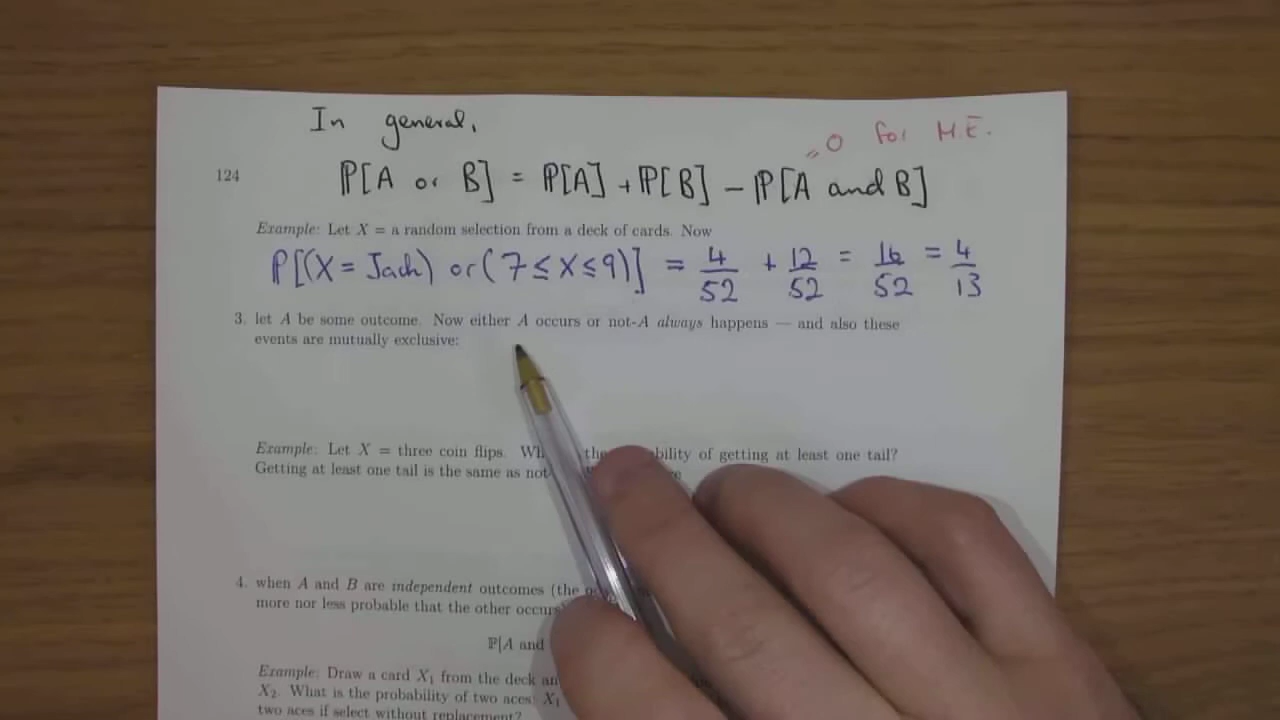 In general,
= 0 for M.E.
124
ℙ[A or B] = ℙ[A] + ℙ[B] − ℙ[A and B]
Example: Let X = a random selection from a deck of cards. Now
P[(X = Jack) or (7 ≤ X ≤ 9)] = 4/52 + 12/52 = 16/52 = 4/13
3. let A be some outcome. Now either A occurs or not-A always happens — and also these
events are mutually exclusive:
Example: Let X = three coin flips. the probability of getting at least one tail?
Getting at least one tail is the same as not
4. when A and B are independent outcomes (the
more nor less probable that the other occurs
ℙ[A and
Example: Draw a card X₁ from the deck an
X₂. What is the probability of two aces: X₁
two aces if select without replacement?